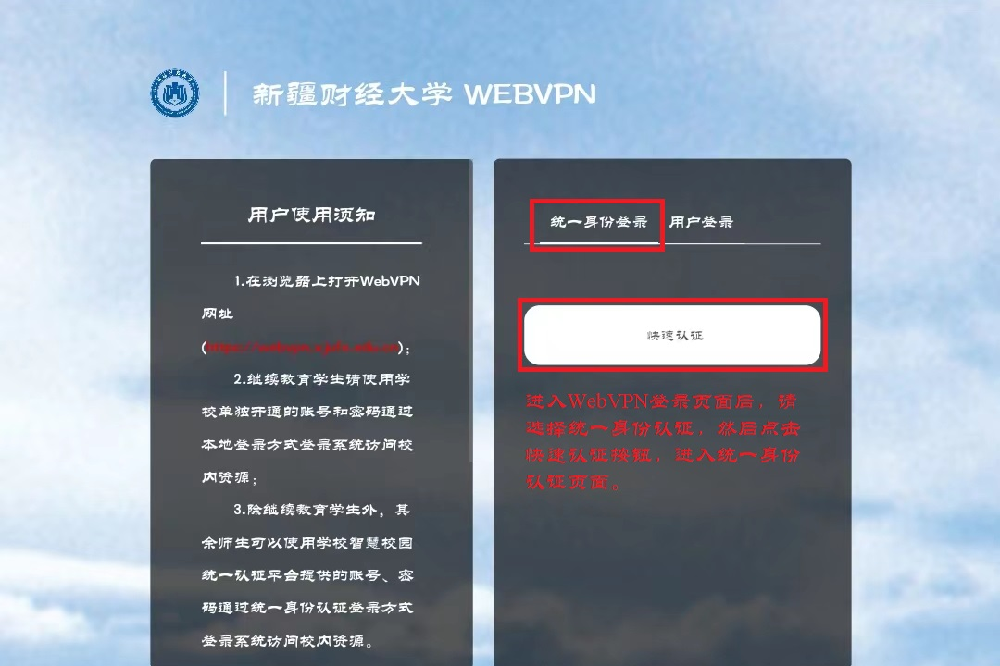 新疆财经大学 WEBVPN
用户使用须知
1.在浏览器上打开WebVPN
网址
(
);
2.继续教育学生请使用学
校单独开通的账号和密码通过
本地登录方式登录系统访问校
内资源;
3.除继续教育学生外，其
余师生可以使用学校智慧校园
统一认证平台提供的账号、密
码通过统一身份认证登录方式
登录系统访问校内资源。
统一身份登录 用户登录
快速认证
进入WebVPN登录页面后，请
选择统一身份认证，然后点击
快速认证按钮，进入统一身份
认证页面。